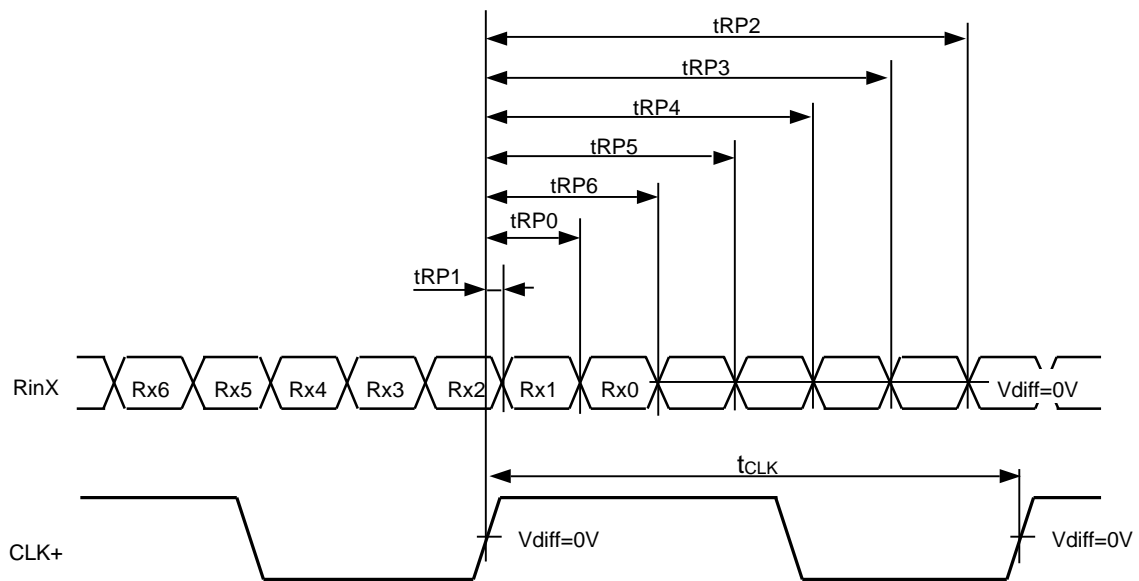 tRP2
tRP3
tRP4
tRP5
tRP6
tRP0
tRP1
RinX Rx6 Rx5 Rx4 Rx3 Rx2 Rx1 Rx0 Vdiff=0V
tCLK
CLK+ Vdiff=0V Vdiff=0V